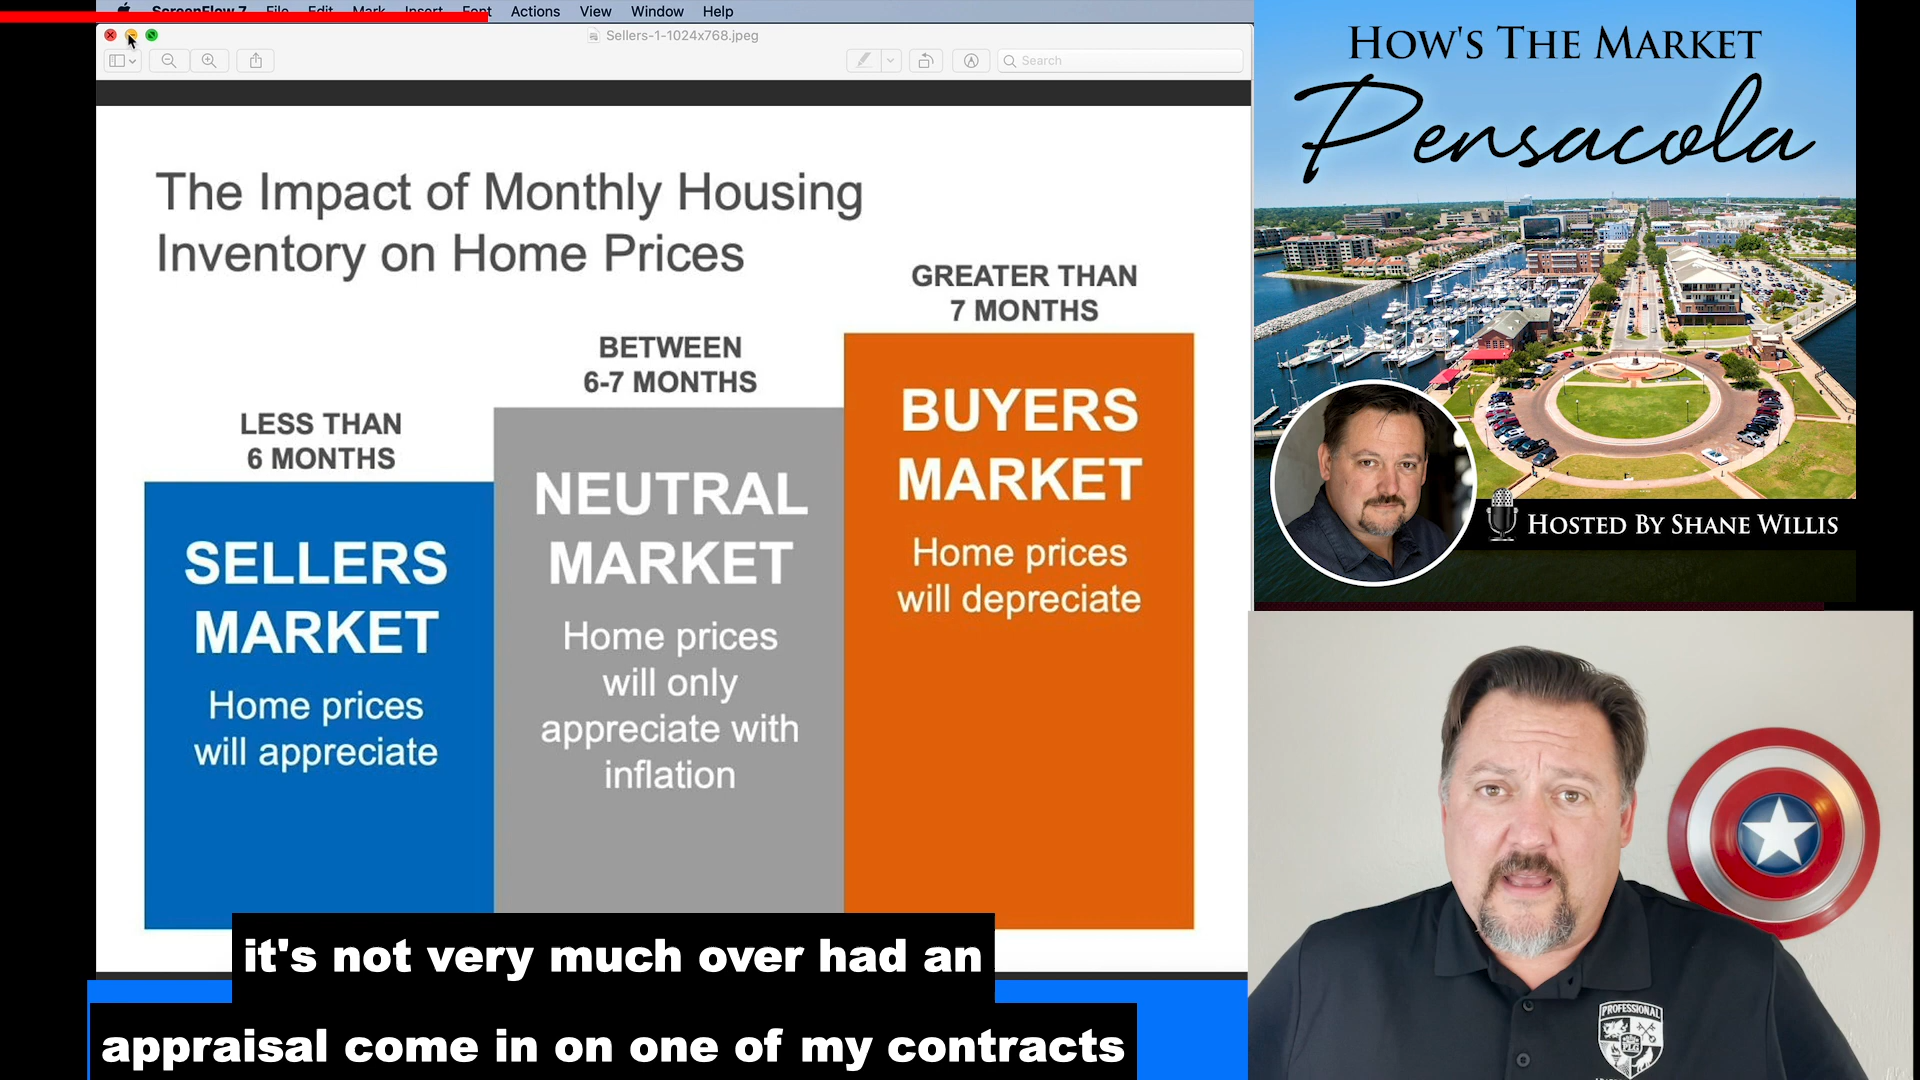 ScreenFlow 7 File Edit Mark Insert Font Actions View Window Help
Sellers-1-1024x768.jpeg
Search
The Impact of Monthly Housing
Inventory on Home Prices
LESS THAN
6 MONTHS
SELLERS
MARKET
Home prices
will appreciate
BETWEEN
6-7 MONTHS
NEUTRAL
MARKET
Home prices
will only
appreciate with
inflation
GREATER THAN
7 MONTHS
BUYERS
MARKET
Home prices
will depreciate
it's not very much over had an
appraisal come in on one of my contracts
HOW'S THE MARKET
Pensacola
HOSTED BY SHANE WILLIS
PROFESSIONAL
PLG